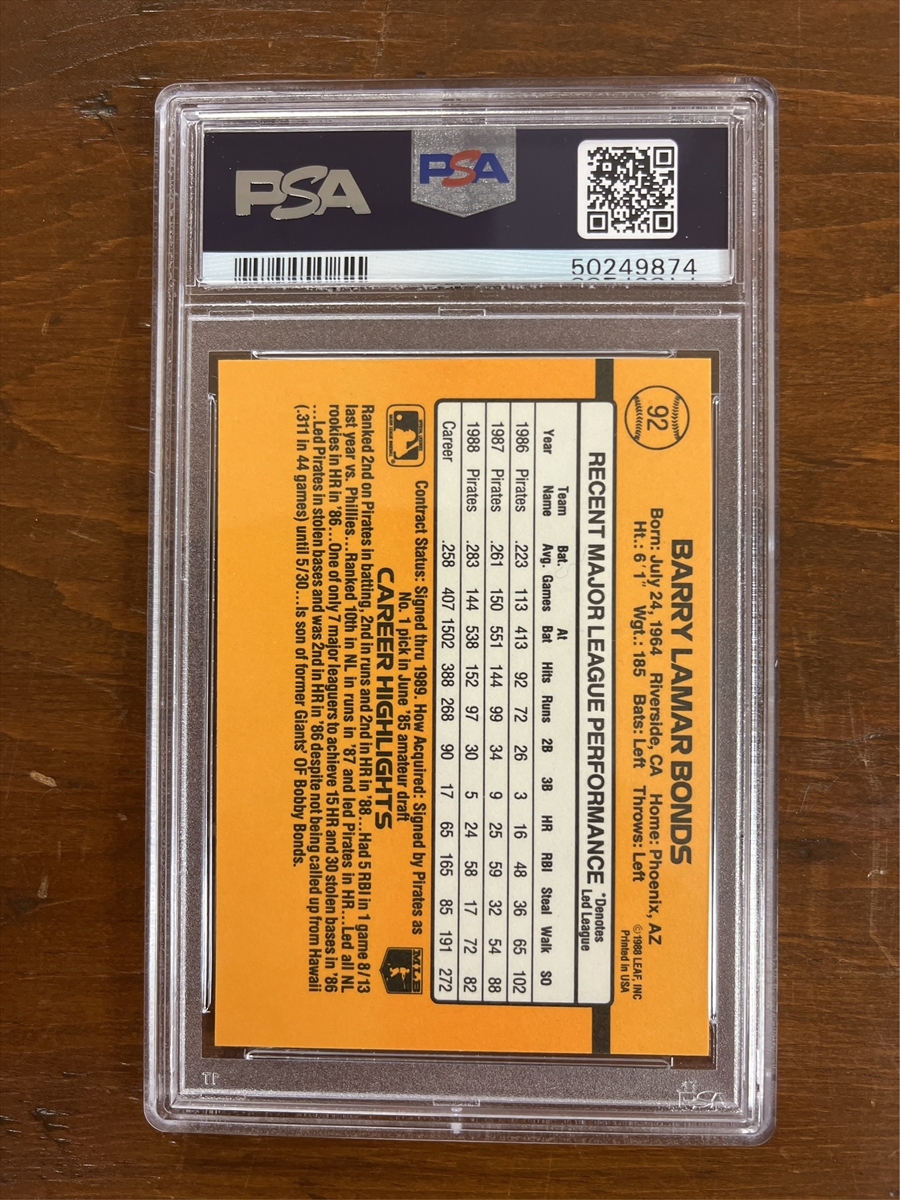 PSA
PSA
50249874
92
BARRY LAMAR BONDS
Born: July 24, 1964 Riverside, CA Home: Phoenix, AZ
Ht.: 6'1" Wgt.: 185 Bats: Left Throws: Left
©1988 LEAF, INC
Printed in USA
RECENT MAJOR LEAGUE PERFORMANCE
*Denotes
Led League
Year Team Name Bat. Avg. Games At Bat Hits Runs 2B 3B HR RBI Steal Walk SO
1986 Pirates .223 113 413 92 72 26 3 16 48 36 65 102
1987 Pirates .261 150 551 144 99 34 9 25 59 32 54 88
1988 Pirates .283 144 538 152 97 30 5 24 58 17 72 82
Career .258 407 1502 388 268 90 17 65 165 85 191 272
Contract Status: Signed thru 1989. How Acquired: Signed by Pirates as
No. 1 pick in June '85 amateur draft
MLB
CAREER HIGHLIGHTS
Ranked 2nd on Pirates in batting, 2nd in runs and 2nd in HR in '88...Had 5 RBI in 1 game 8/13
last year vs. Phillies...Ranked 10th in NL in runs in '87 and led Pirates in HR...Led all NL
rookies in HR in '86...One of only 7 major leaguers to achieve 15 HR and 30 stolen bases in '86
...Led Pirates in stolen bases and was 2nd in HR in '86 despite not being called up from Hawaii
(.311 in 44 games) until 5/30...Is son of former Giants' OF Bobby Bonds.
PSA